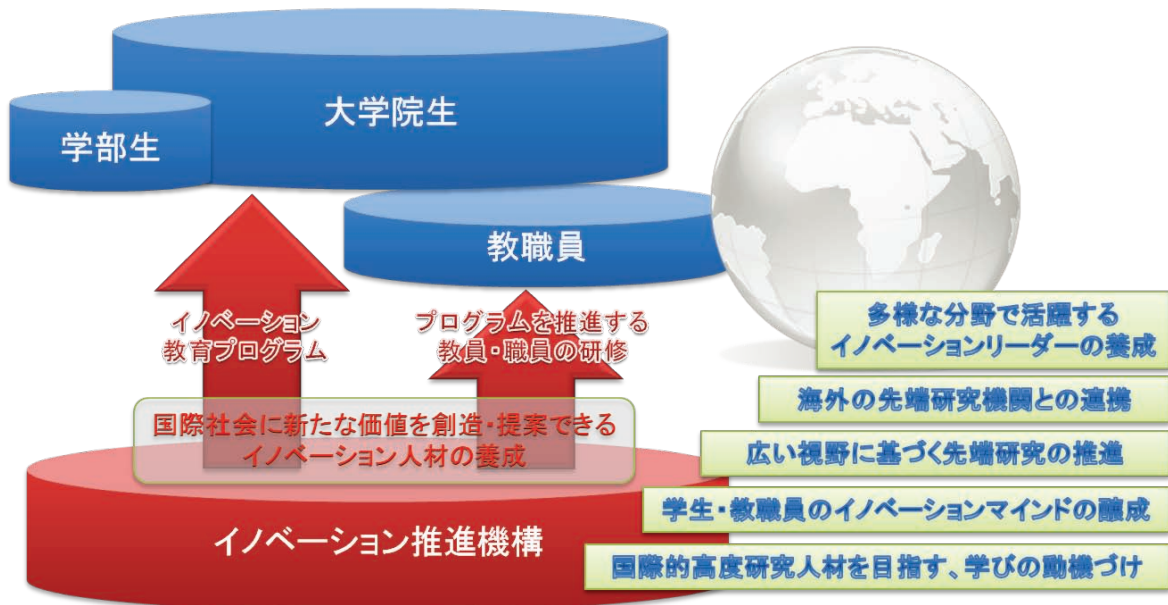 大学院生
学部生
教職員
イノベーション
教育プログラム
プログラムを推進する
教員・職員の研修
国際社会に新たな価値を創造・提案できる
イノベーション人材の養成
イノベーション推進機構
多様な分野で活躍する
イノベーションリーダーの養成
海外の先端研究機関との連携
広い視野に基づく先端研究の推進
学生・教職員のイノベーションマインドの醸成
国際的高度研究人材を目指す、学びの動機づけ